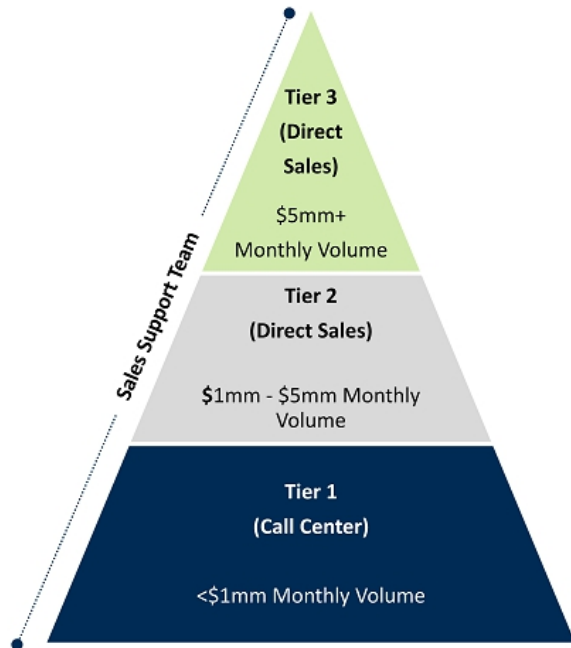 Tier 3
(Direct
Sales)
$5mm+
Monthly Volume
Sales Support Team
Tier 2
(Direct Sales)
$1mm - $5mm Monthly
Volume
Tier 1
(Call Center)
<$1mm Monthly Volume